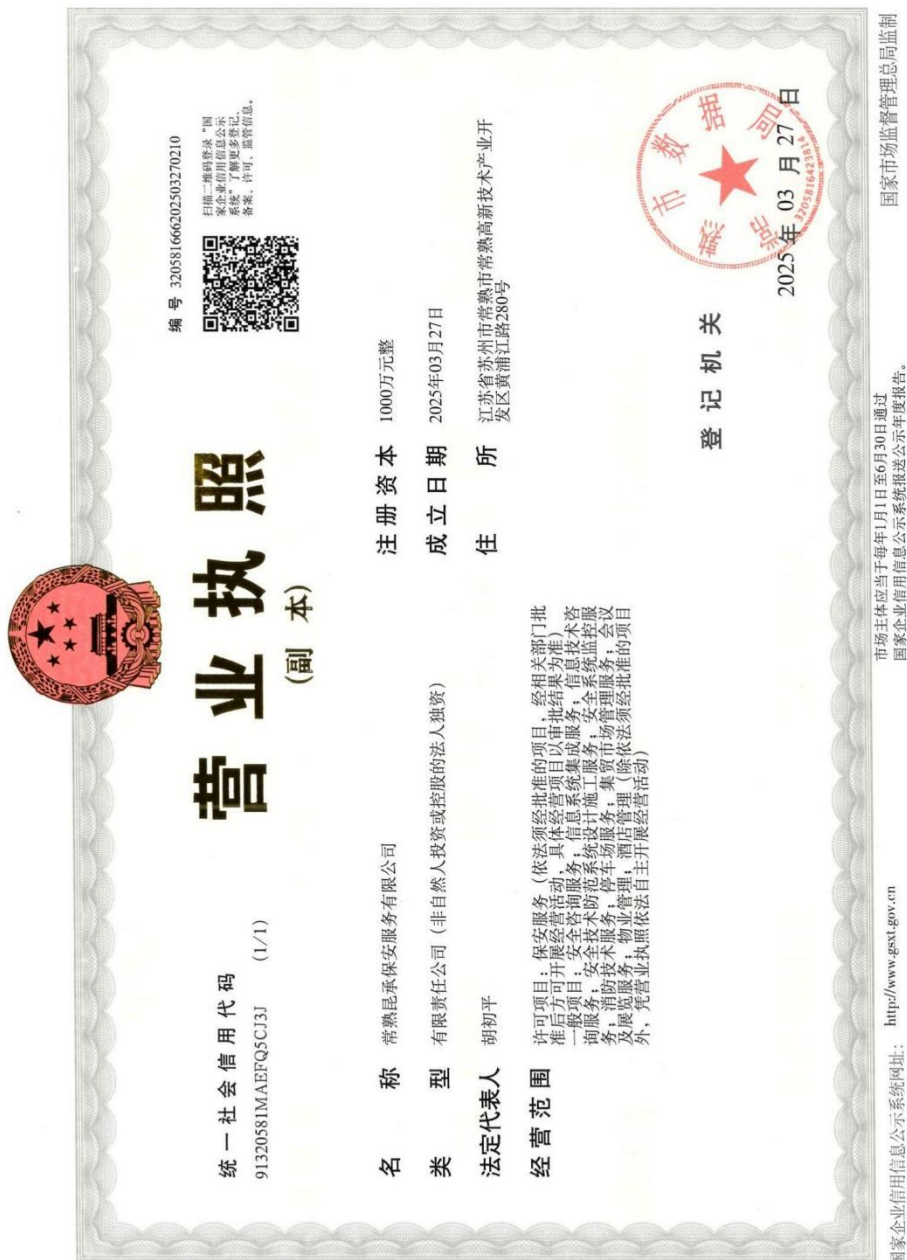 编 号 320581666202503270210
统 一 社 会 信 用 代 码
91320581MAEFQ5CJ3J (1/1)
营 业 执 照
(副 本)
扫描二维码登录“国
家企业信用信息公示
系统”了解更多登记、
备案、许可、监管信息。
名 称 常熟昆承保安服务有限公司
类 型 有限责任公司（非自然人投资或控股的法人独资）
法定代表人 胡初平
经 营 范 围 许可项目：保安服务（依法须经批准的项目，经相关部门批
准后方可开展经营活动，具体经营项目以审批结果为准）
一般项目：安全咨询服务；信息系统集成服务；信息技术咨
询服务；安全技术防范系统设计施工服务；安全系统监控服
务；消防技术服务；停车场服务；集贸市场管理服务；会议
及展览服务；物业管理；酒店管理（除依法须经批准的项目
外，凭营业执照依法自主开展经营活动）
注 册 资 本 1000万元整
成 立 日 期 2025年03月27日
住 所 江苏省苏州市常熟市常熟高新技术产业开
发区黄浦江路280号
登 记 机 关
常熟市数据局
3205816423814
2025 年 03 月 27 日
国家企业信用信息公示系统网址： http://www.gsxt.gov.cn
市场主体应当于每年1月1日至6月30日通过
国家企业信用信息公示系统报送公示年度报告。
国家市场监督管理总局监制